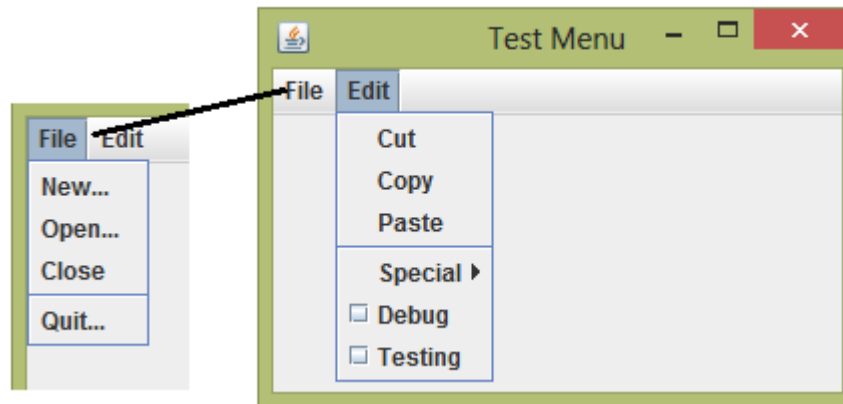 Test Menu
File Edit
Cut
Copy
Paste
Special
Debug
Testing
File Edit
New...
Open...
Close
Quit...